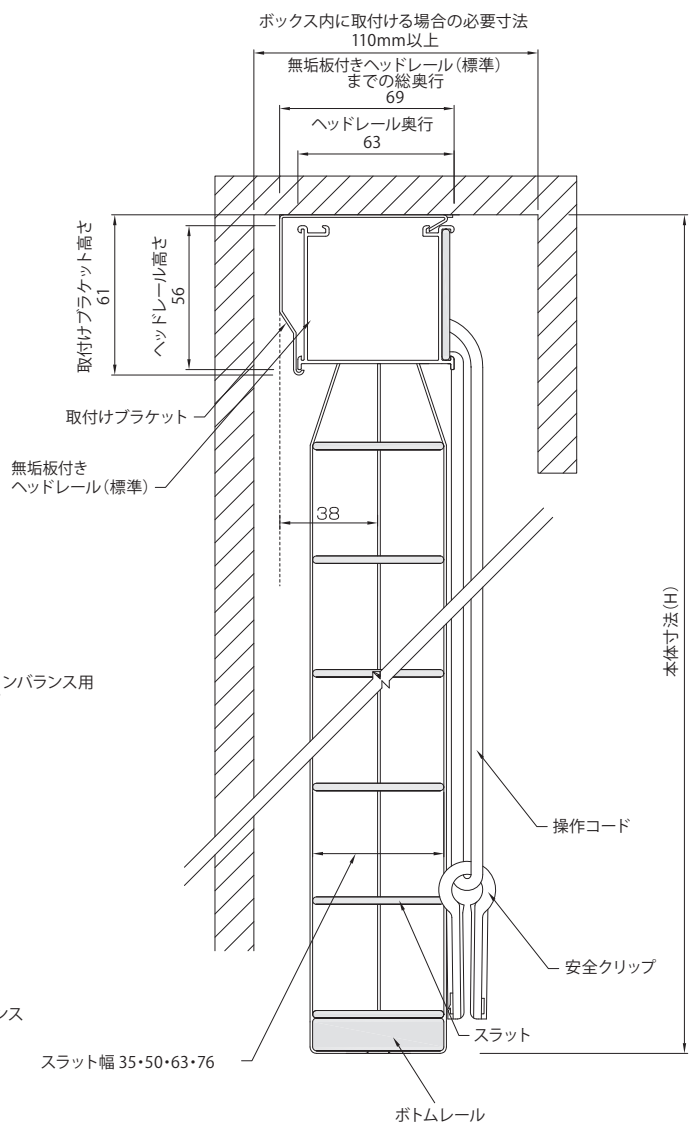 ボックス内に取付ける場合の必要寸法
110mm以上
無垢板付きヘッドレール（標準）
までの総奥行
69
ヘッドレール奥行
63
取付けブラケット高さ
61
ヘッドレール高さ
56
取付けブラケット
無垢板付き
ヘッドレール（標準）
38
本体寸法(H)
ンバランス用
操作コード
安全クリップ
ンス
スラット
スラット幅 35・50・63・76
ボトムレール